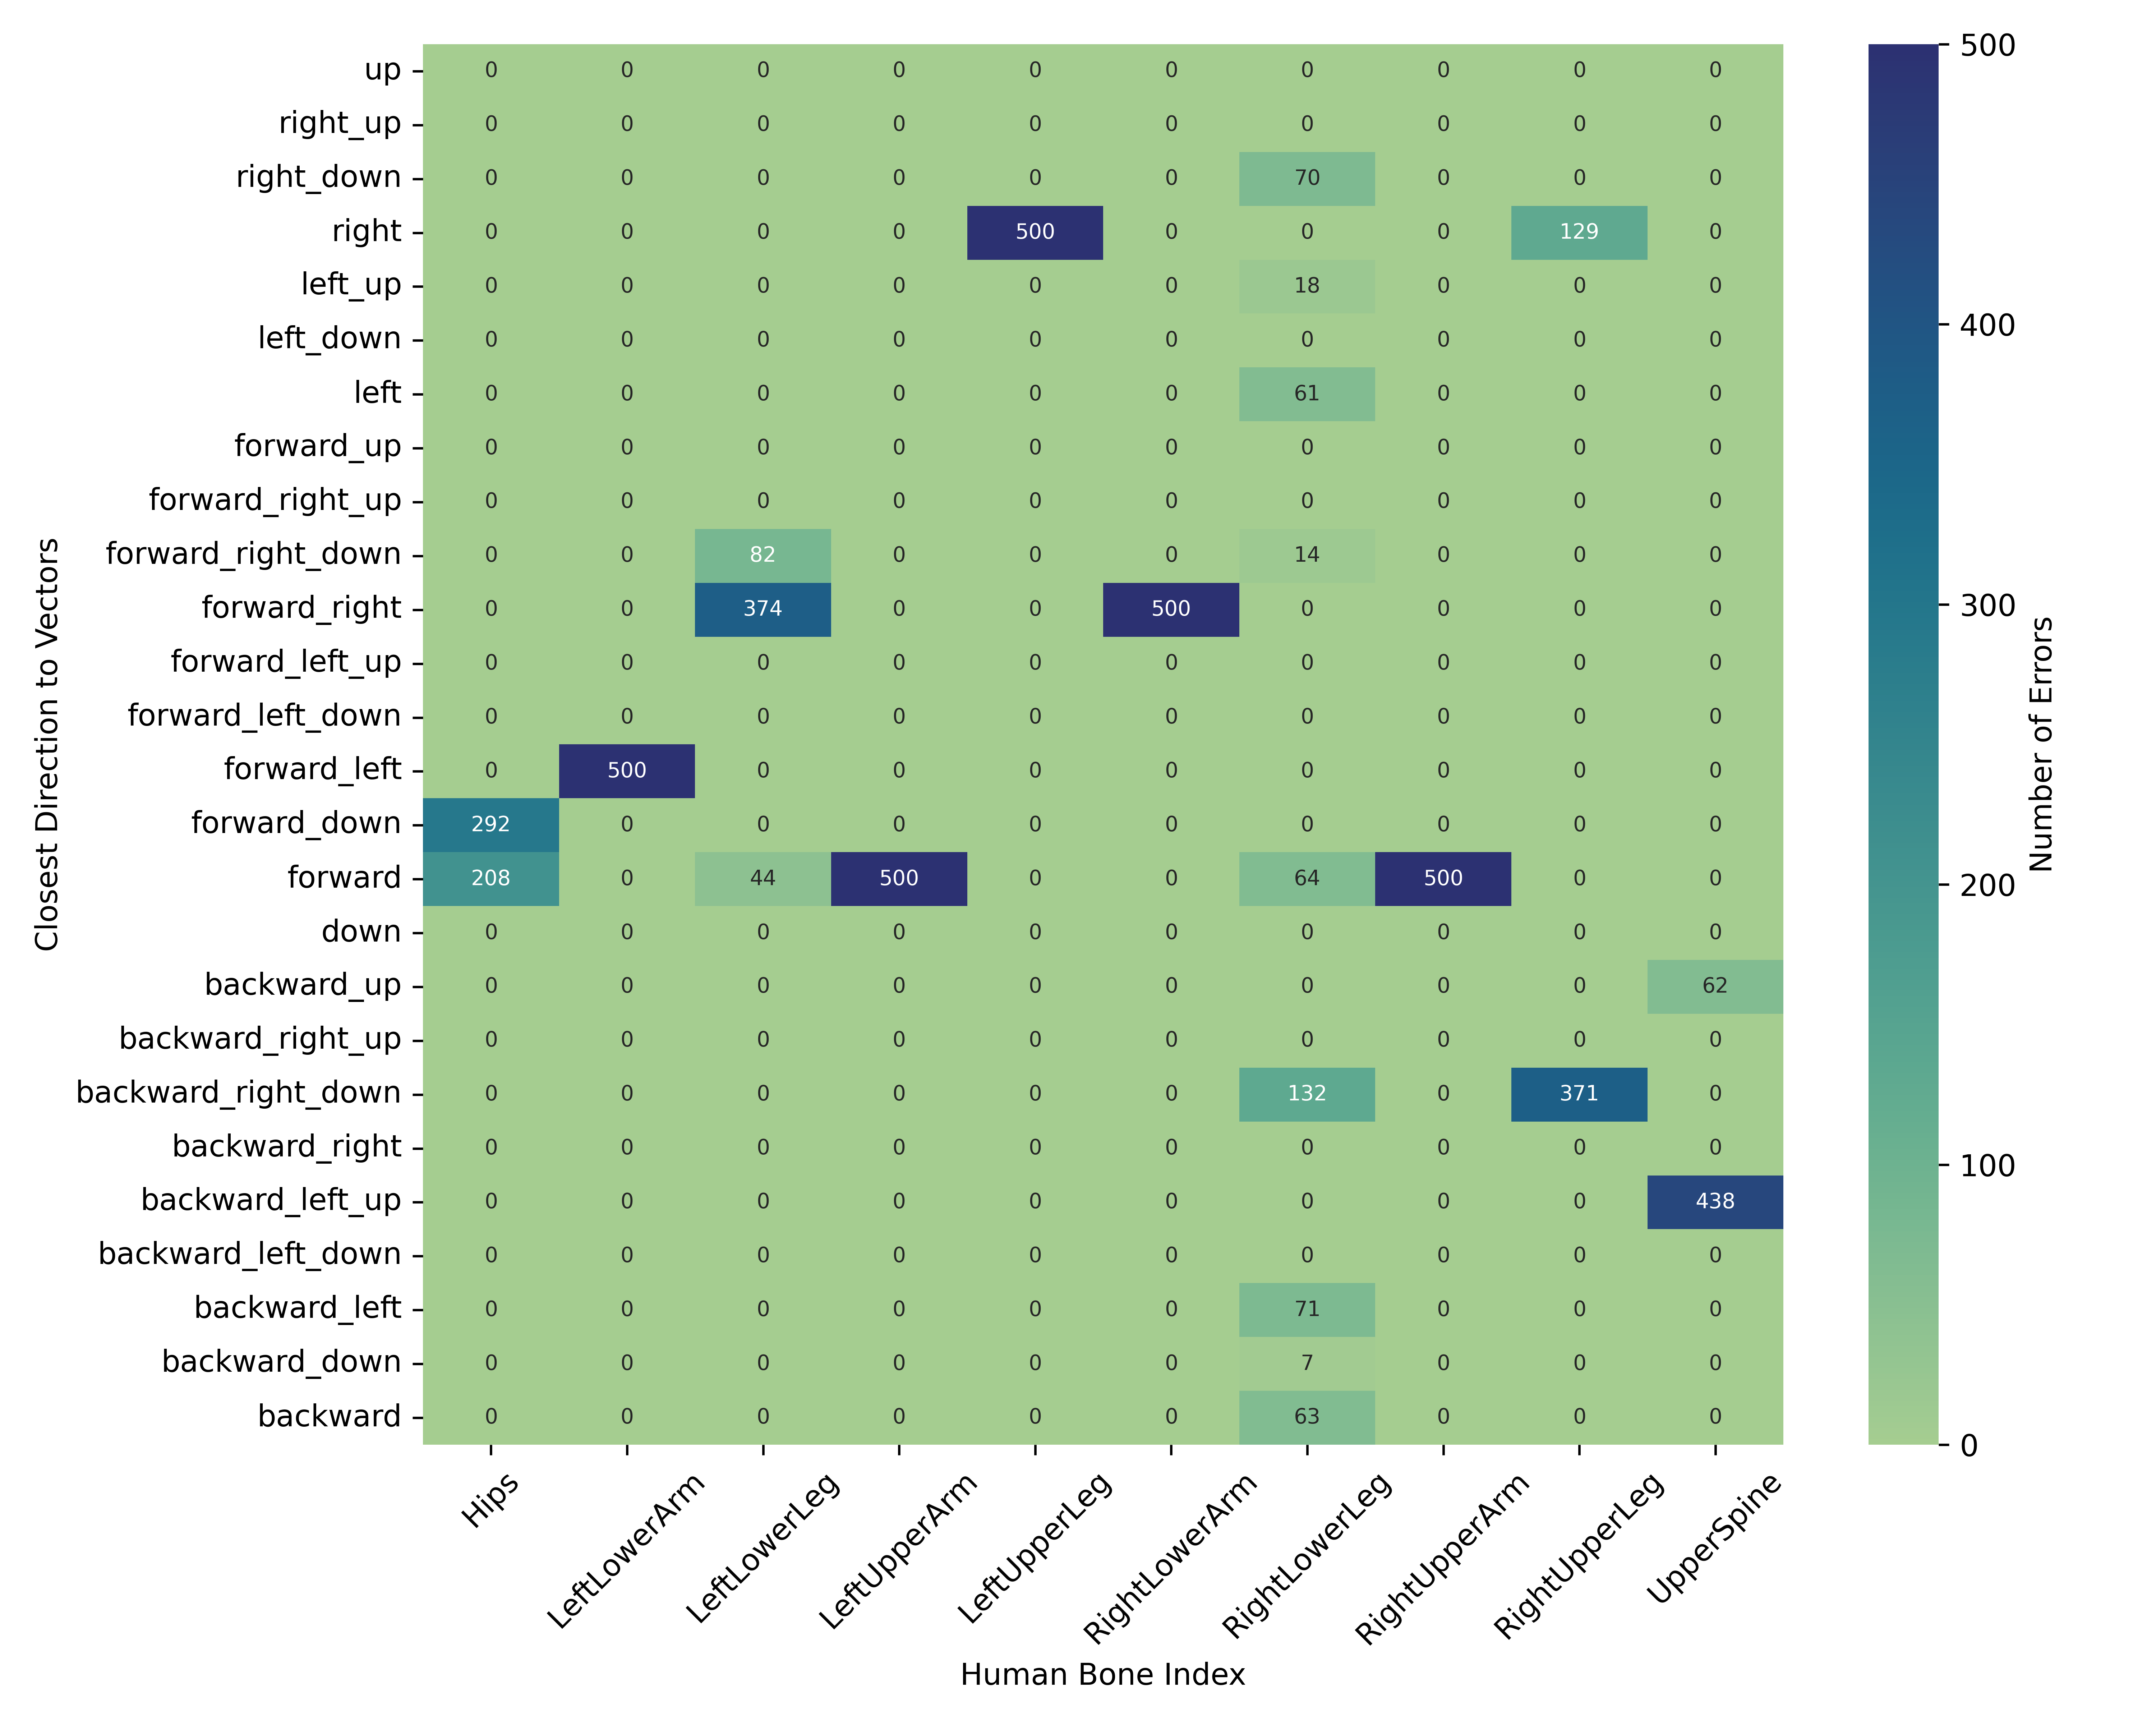 up 0 0 0 0 0 0 0 0 0 0 500
right_up 0 0 0 0 0 0 0 0 0 0
right_down 0 0 0 0 0 0 70 0 0 0
right 0 0 0 0 500 0 0 0 129 0
left_up 0 0 0 0 0 0 18 0 0 0
left_down 0 0 0 0 0 0 0 0 0 0 400
left 0 0 0 0 0 0 61 0 0 0
forward_up 0 0 0 0 0 0 0 0 0 0
forward_right_up 0 0 0 0 0 0 0 0 0 0
forward_right_down 0 0 82 0 0 0 14 0 0 0
forward_right 0 0 374 0 0 500 0 0 0 0 300
forward_left_up 0 0 0 0 0 0 0 0 0 0
forward_left_down 0 0 0 0 0 0 0 0 0 0
forward_left 0 500 0 0 0 0 0 0 0 0
forward_down 292 0 0 0 0 0 0 0 0 0
forward 208 0 44 500 0 0 64 500 0 0 200
down 0 0 0 0 0 0 0 0 0 0
backward_up 0 0 0 0 0 0 0 0 0 62
backward_right_up 0 0 0 0 0 0 0 0 0 0
backward_right_down 0 0 0 0 0 0 132 0 371 0
backward_right 0 0 0 0 0 0 0 0 0 0 100
backward_left_up 0 0 0 0 0 0 0 0 0 438
backward_left_down 0 0 0 0 0 0 0 0 0 0
backward_left 0 0 0 0 0 0 71 0 0 0
backward_down 0 0 0 0 0 0 7 0 0 0
backward 0 0 0 0 0 0 63 0 0 0 0
Closest Direction to Vectors
Number of Errors
Hips LeftLowerArm LeftLowerLeg LeftUpperArm LeftUpperLeg RightLowerArm RightLowerLeg RightUpperArm RightUpperLeg UpperSpine
Human Bone Index